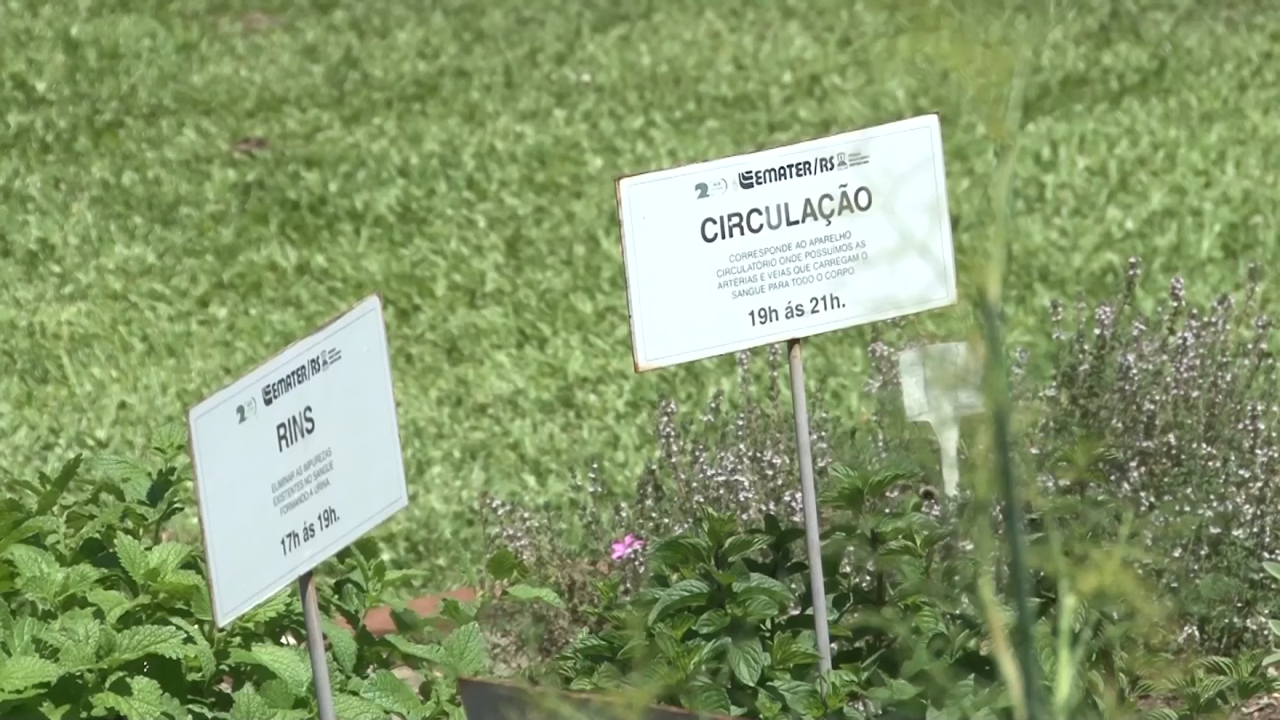 EMATER/RS
RINS
ELIMINAR AS IMPUREZAS
EXISTENTES NO SANGUE
FORMANDO A URINA.
17h ás 19h.
EMATER/RS
CIRCULAÇÃO
CORRESPONDE AO APARELHO
CIRCULATÓRIO ONDE POSSUÍMOS AS
ARTERIAS E VEIAS QUE CARREGAM O
SANGUE PARA TODO O CORPO.
19h ás 21h.